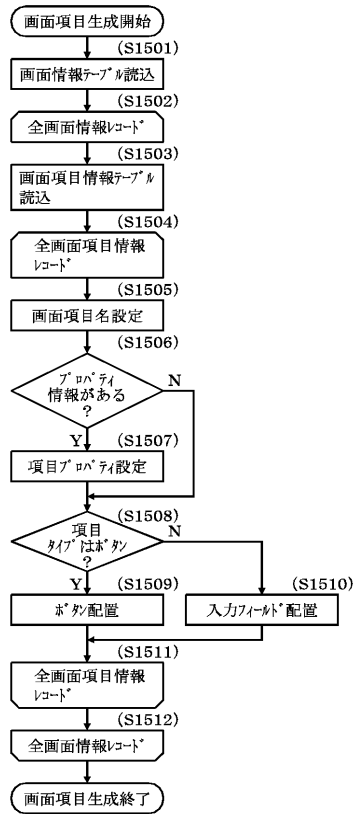 画面項目生成開始
(S1501)
画面情報ﾃｰﾌﾞﾙ読込
(S1502)
全画面情報ﾚｺｰﾄﾞ
(S1503)
画面項目情報ﾃｰﾌﾞﾙ
読込
(S1504)
全画面項目情報
ﾚｺｰﾄﾞ
(S1505)
画面項目名設定
(S1506)
ﾌﾟﾛﾊﾟﾃｨ
情報がある
?
N
Y
(S1507)
項目ﾌﾟﾛﾊﾟﾃｨ設定
(S1508)
項目
ﾀｲﾌﾟはﾎﾞﾀﾝ
?
N
Y
(S1509)
(S1510)
ﾎﾞﾀﾝ配置
入力ﾌｨｰﾙﾄﾞ配置
(S1511)
全画面項目情報
ﾚｺｰﾄﾞ
(S1512)
全画面情報ﾚｺｰﾄﾞ
画面項目生成終了